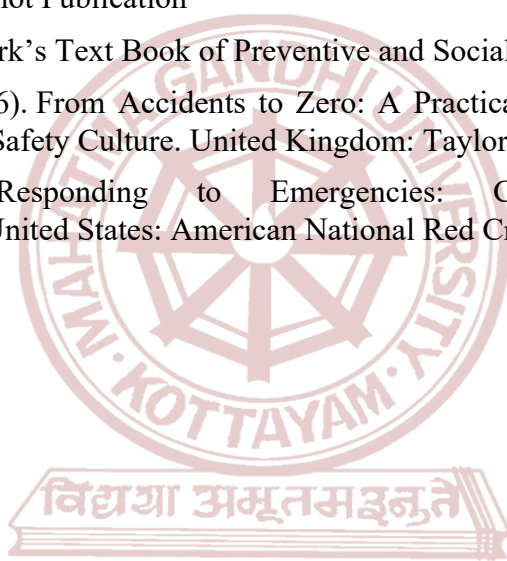 not Publication
rk’s Text Book of Preventive and Social
6). From Accidents to Zero: A Practica
Safety Culture. United Kingdom: Taylor
Responding to Emergencies: C
United States: American National Red Cr
MAHATMA GANDHI UNIVERSITY
• KOTTAYAM •
विद्यया अमृतमश्नुते